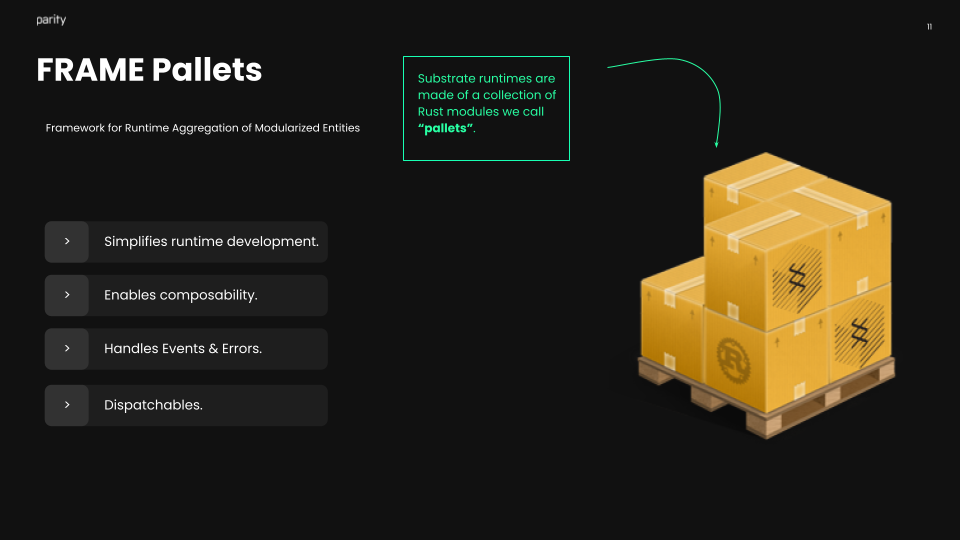 parity
11
FRAME Pallets
Framework for Runtime Aggregation of Modularized Entities
Substrate runtimes are
made of a collection of
Rust modules we call
“pallets”.
> Simplifies runtime development.
> Enables composability.
> Handles Events & Errors.
> Dispatchables.
R